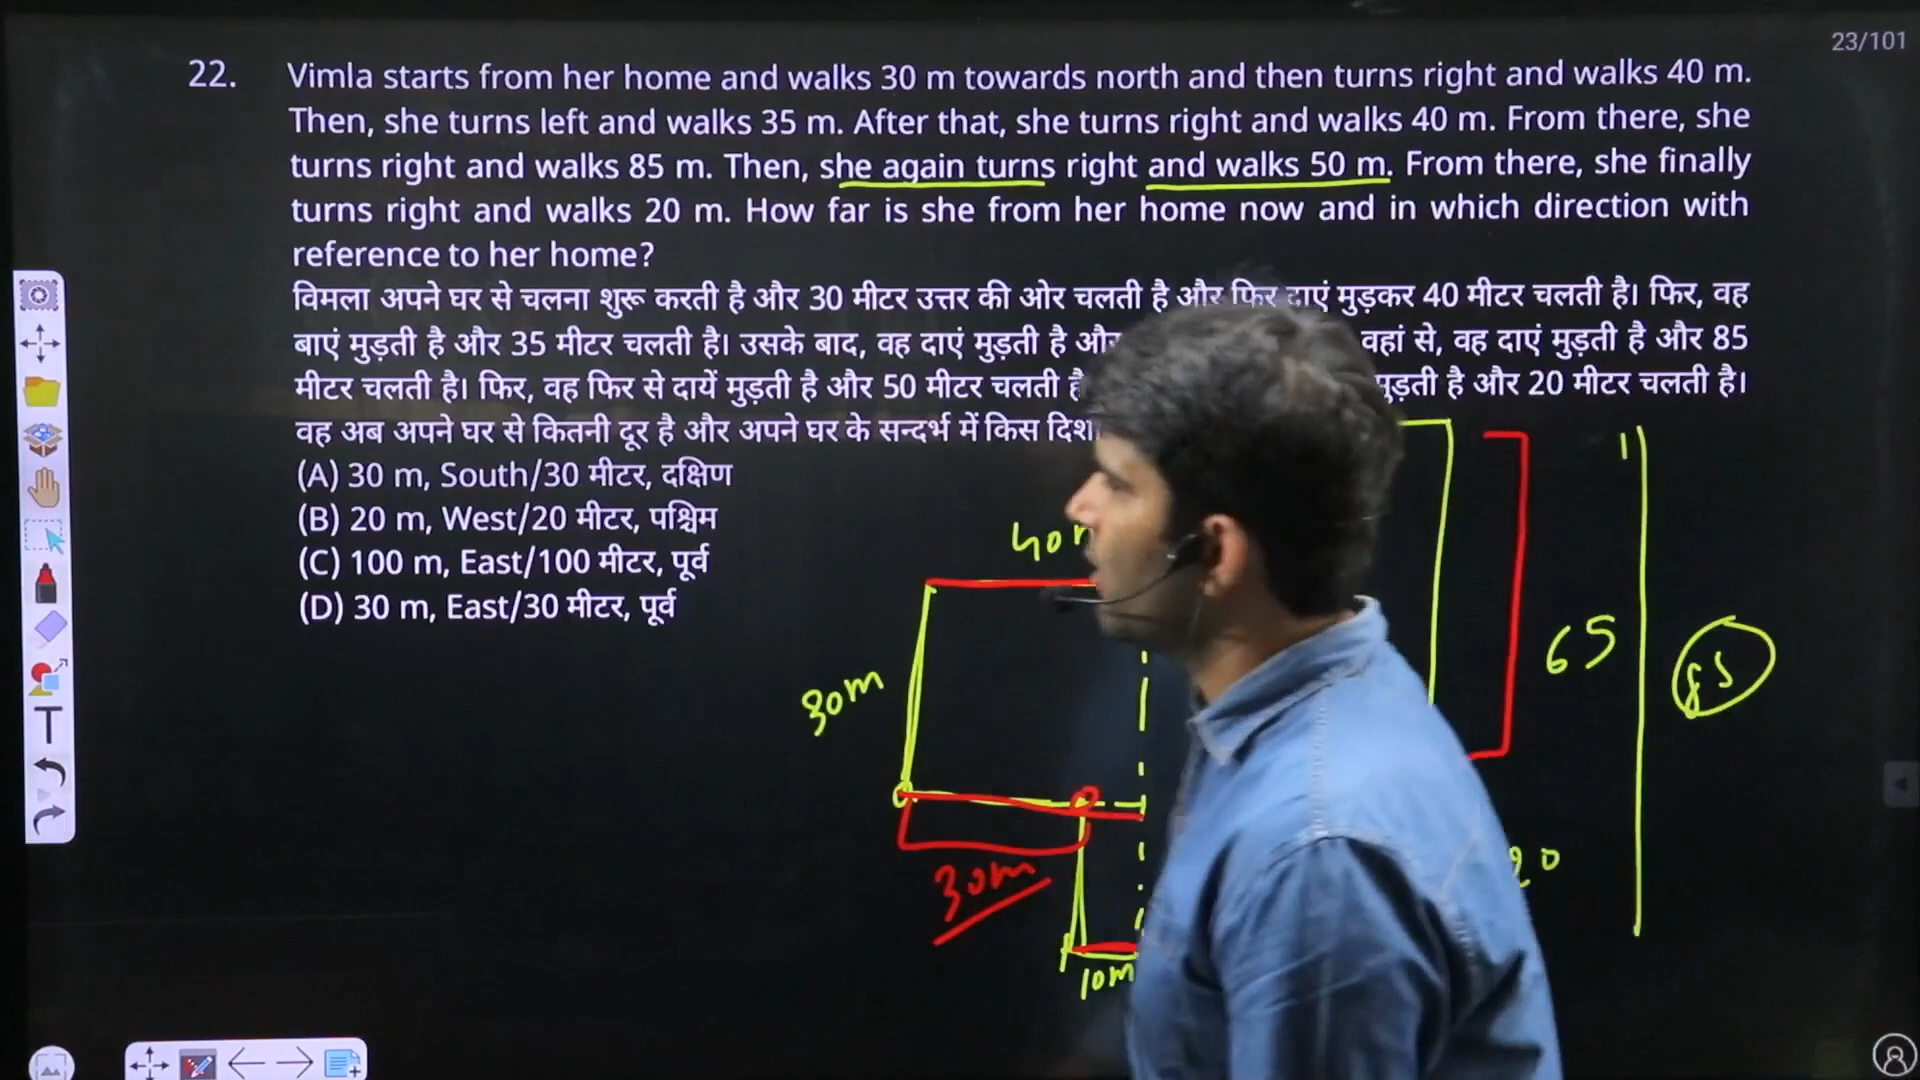 23/101
22. Vimla starts from her home and walks 30 m towards north and then turns right and walks 40 m.
Then, she turns left and walks 35 m. After that, she turns right and walks 40 m. From there, she
turns right and walks 85 m. Then, she again turns right and walks 50 m. From there, she finally
turns right and walks 20 m. How far is she from her home now and in which direction with
reference to her home?
विमला अपने घर से चलना शुरू करती है और 30 मीटर उत्तर की ओर चलती है और फिर दाएं मुड़कर 40 मीटर चलती है। फिर, वह
बाएं मुड़ती है और 35 मीटर चलती है। उसके बाद, वह दाएं मुड़ती है और वहां से, वह दाएं मुड़ती है और 85
मीटर चलती है। फिर, वह फिर से दायें मुड़ती है और 50 मीटर चलती मुड़ती है और 20 मीटर चलती है।
वह अब अपने घर से कितनी दूर है और अपने घर के सन्दर्भ में किस
(A) 30 m, South/30 मीटर, दक्षिण
(B) 20 m, West/20 मीटर, पश्चिम
(C) 100 m, East/100 मीटर, पूर्व
(D) 30 m, East/30 मीटर, पूर्व
40
65
85
30m
20
30m
10m
T